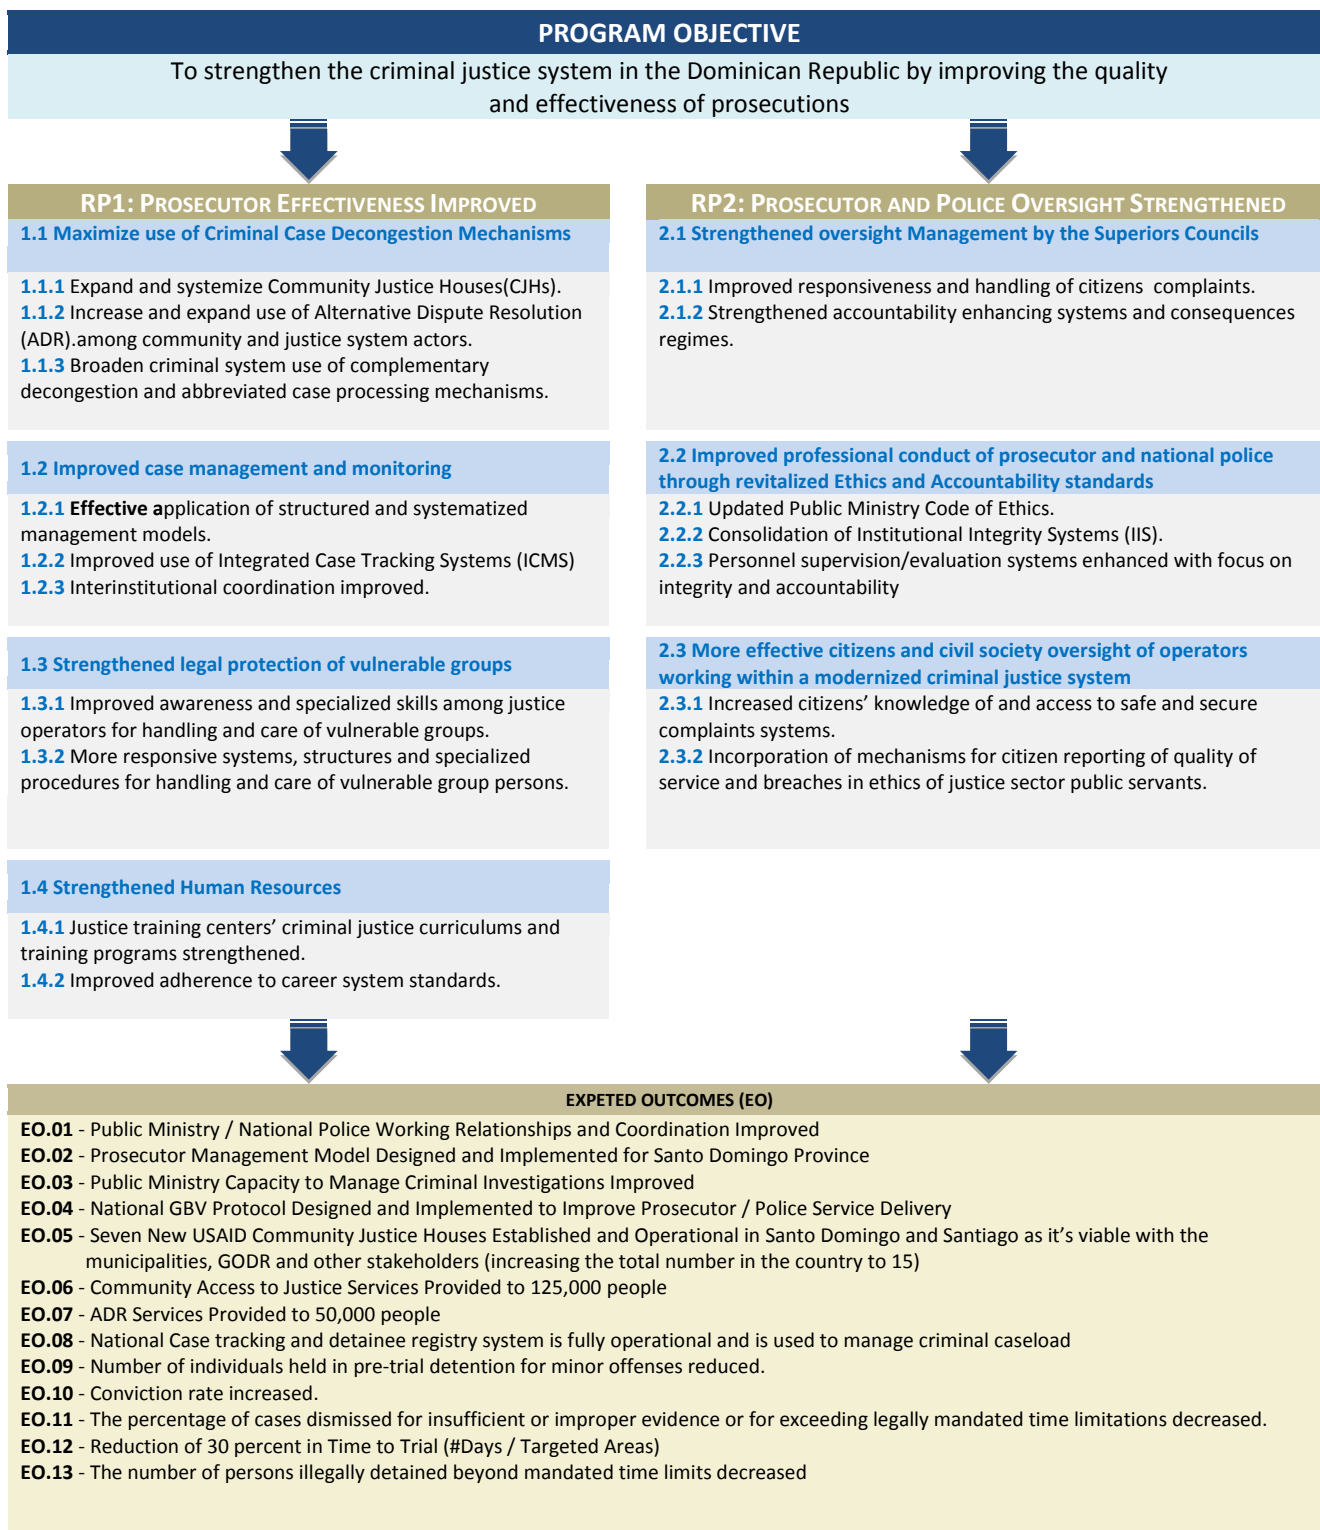 PROGRAM OBJECTIVE
To strengthen the criminal justice system in the Dominican Republic by improving the quality
and effectiveness of prosecutions
RP1: PROSECUTOR EFFECTIVENESS IMPROVED
1.1 Maximize use of Criminal Case Decongestion Mechanisms
1.1.1 Expand and systemize Community Justice Houses(CJHs).
1.1.2 Increase and expand use of Alternative Dispute Resolution
(ADR).among community and justice system actors.
1.1.3 Broaden criminal system use of complementary
decongestion and abbreviated case processing mechanisms.
1.2 Improved case management and monitoring
1.2.1 Effective application of structured and systematized
management models.
1.2.2 Improved use of Integrated Case Tracking Systems (ICMS)
1.2.3 Interinstitutional coordination improved.
1.3 Strengthened legal protection of vulnerable groups
1.3.1 Improved awareness and specialized skills among justice
operators for handling and care of vulnerable groups.
1.3.2 More responsive systems, structures and specialized
procedures for handling and care of vulnerable group persons.
1.4 Strengthened Human Resources
1.4.1 Justice training centers’ criminal justice curriculums and
training programs strengthened.
1.4.2 Improved adherence to career system standards.
RP2: PROSECUTOR AND POLICE OVERSIGHT STRENGTHENED
2.1 Strengthened oversight Management by the Superiors Councils
2.1.1 Improved responsiveness and handling of citizens complaints.
2.1.2 Strengthened accountability enhancing systems and consequences
regimes.
2.2 Improved professional conduct of prosecutor and national police
through revitalized Ethics and Accountability standards
2.2.1 Updated Public Ministry Code of Ethics.
2.2.2 Consolidation of Institutional Integrity Systems (IIS).
2.2.3 Personnel supervision/evaluation systems enhanced with focus on
integrity and accountability
2.3 More effective citizens and civil society oversight of operators
working within a modernized criminal justice system
2.3.1 Increased citizens’ knowledge of and access to safe and secure
complaints systems.
2.3.2 Incorporation of mechanisms for citizen reporting of quality of
service and breaches in ethics of justice sector public servants.
EXPETED OUTCOMES (EO)
EO.01 - Public Ministry / National Police Working Relationships and Coordination Improved
EO.02 - Prosecutor Management Model Designed and Implemented for Santo Domingo Province
EO.03 - Public Ministry Capacity to Manage Criminal Investigations Improved
EO.04 - National GBV Protocol Designed and Implemented to Improve Prosecutor / Police Service Delivery
EO.05 - Seven New USAID Community Justice Houses Established and Operational in Santo Domingo and Santiago as it’s viable with the
municipalities, GODR and other stakeholders (increasing the total number in the country to 15)
EO.06 - Community Access to Justice Services Provided to 125,000 people
EO.07 - ADR Services Provided to 50,000 people
EO.08 - National Case tracking and detainee registry system is fully operational and is used to manage criminal caseload
EO.09 - Number of individuals held in pre-trial detention for minor offenses reduced.
EO.10 - Conviction rate increased.
EO.11 - The percentage of cases dismissed for insufficient or improper evidence or for exceeding legally mandated time limitations decreased.
EO.12 - Reduction of 30 percent in Time to Trial (#Days / Targeted Areas)
EO.13 - The number of persons illegally detained beyond mandated time limits decreased